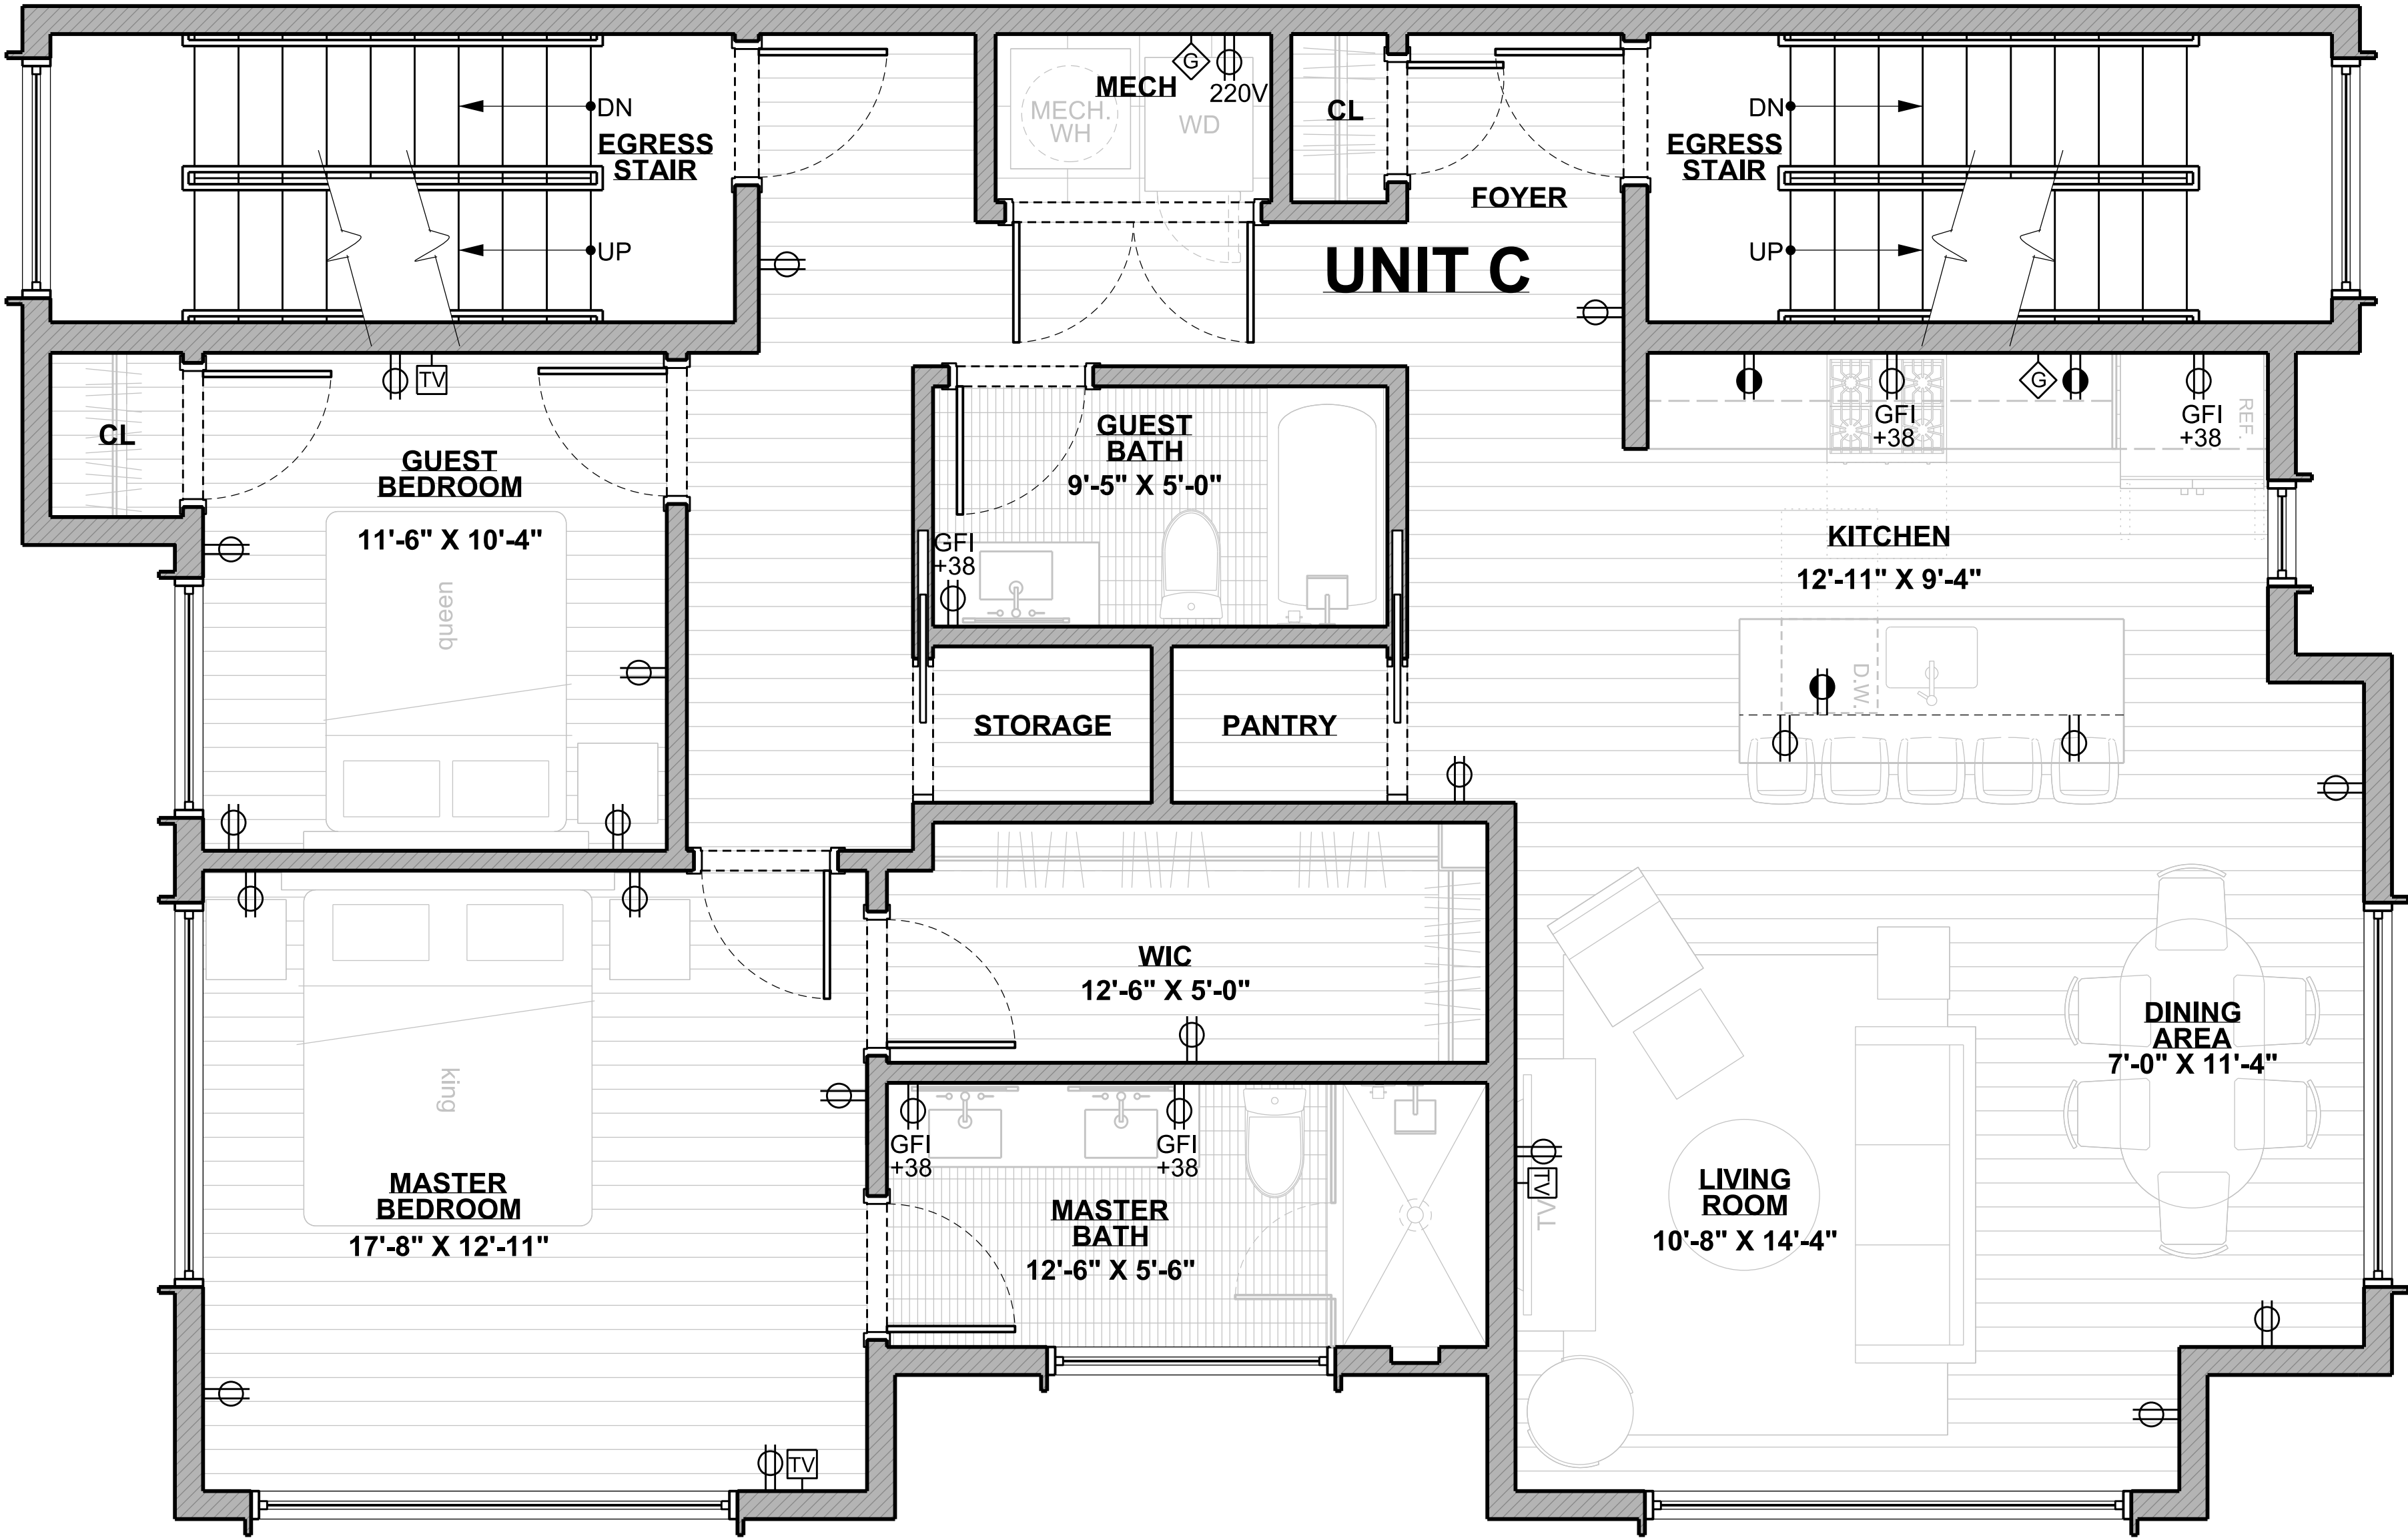 MECH
G
220V
MECH.
WH
WD
CL
DN
EGRESS
STAIR
UP
FOYER
UNIT C
DN
EGRESS
STAIR
UP
TV
CL
GUEST
BEDROOM
11'-6" X 10'-4"
queen
GUEST
BATH
9'-5" X 5'-0"
GFI
+38
GFI
+38
G
GFI
+38
REF.
KITCHEN
12'-11" X 9'-4"
D.W.
STORAGE
PANTRY
WIC
12'-6" X 5'-0"
king
MASTER
BEDROOM
17'-8" X 12'-11"
TV
GFI
+38
GFI
+38
MASTER
BATH
12'-6" X 5'-6"
TV
TV
LIVING
ROOM
10'-8" X 14'-4"
DINING
AREA
7'-0" X 11'-4"